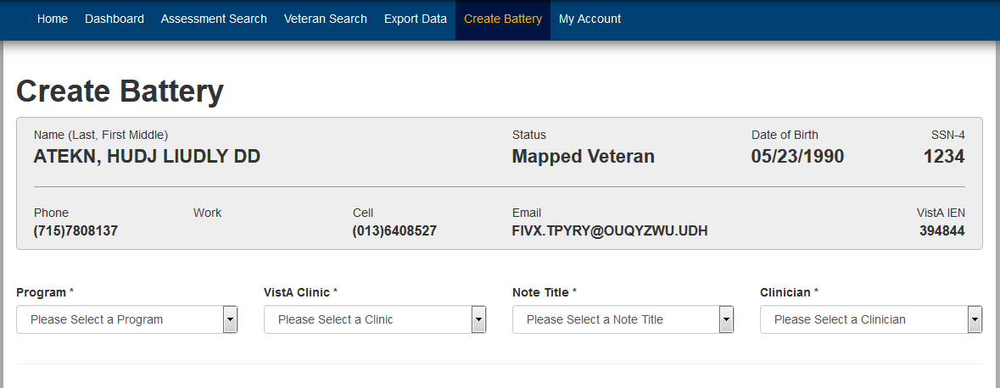 Home Dashboard Assessment Search Veteran Search Export Data Create Battery My Account
Create Battery
Name (Last, First Middle) Status Date of Birth SSN-4
ATEKN, HUDJ LIUDLY DD Mapped Veteran 05/23/1990 1234
Phone Work Cell Email VistA IEN
(715)7808137 (013)6408527 FIVX.TPYRY@OUQYZWU.UDH 394844
Program * VistA Clinic * Note Title * Clinician *
Please Select a Program Please Select a Clinic Please Select a Note Title Please Select a Clinician